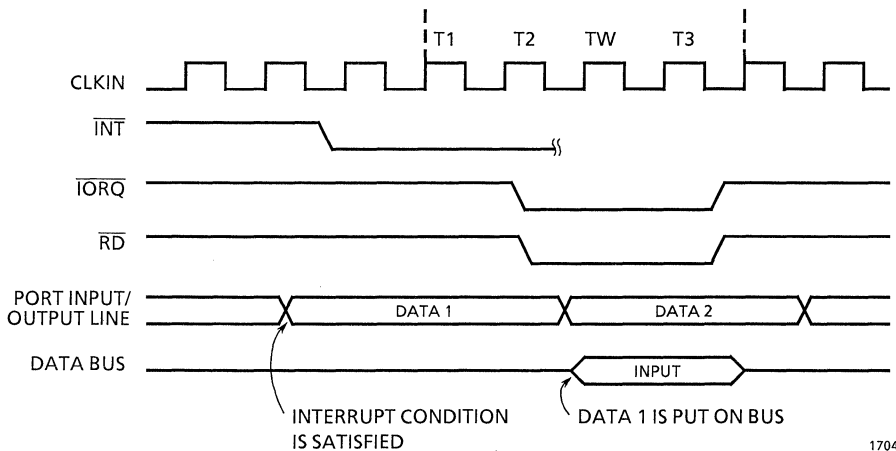 T1 T2 TW T3
CLKIN
INT
IORQ
RD
PORT INPUT/
OUTPUT LINE
DATA 1
DATA 2
DATA BUS
INPUT
INTERRUPT CONDITION
IS SATISFIED
DATA 1 IS PUT ON BUS
1704